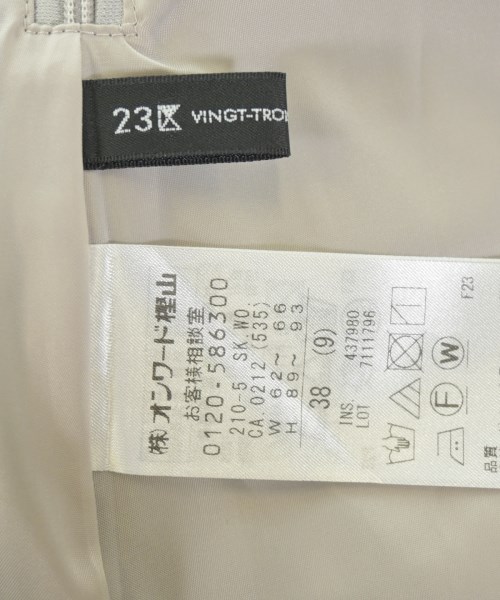 23区 VINGT-TROI
(株)オンワード樫山
お客様相談室
0120-586300
210-5 SK.WO
CA.0212 (535)
W 62~ 66
H 89~ 93
38 (9)
INS. 437980
LOT 7111796
W
F
F23
品質